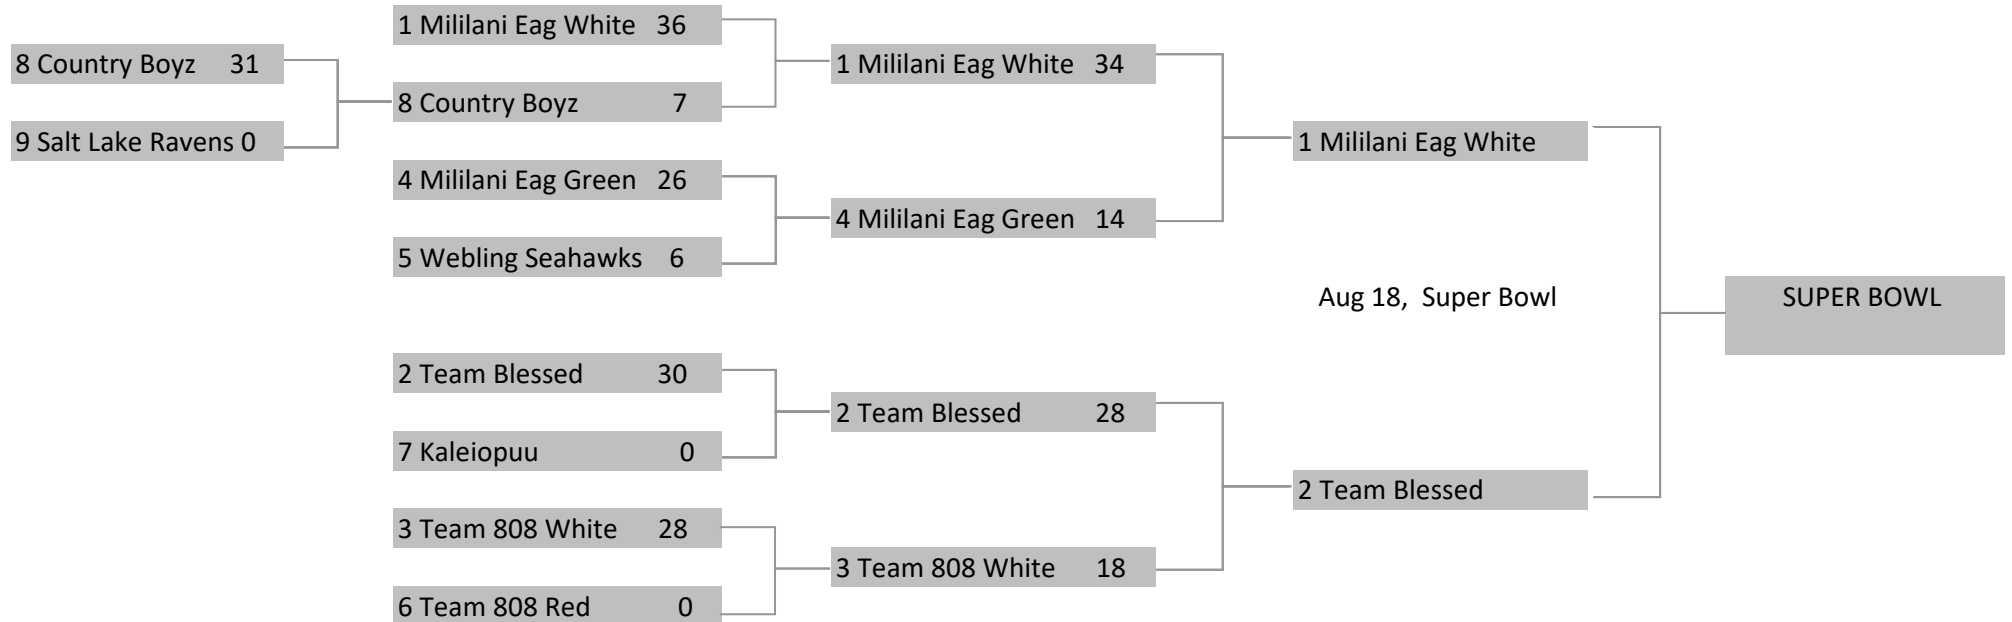 8 Country Boyz 31
9 Salt Lake Ravens 0
1 Mililani Eag White 36
8 Country Boyz 7
4 Mililani Eag Green 26
5 Webling Seahawks 6
2 Team Blessed 30
7 Kaleiopuu 0
3 Team 808 White 28
6 Team 808 Red 0
1 Mililani Eag White 34
4 Mililani Eag Green 14
2 Team Blessed 28
3 Team 808 White 18
1 Mililani Eag White
Aug 18, Super Bowl
2 Team Blessed
SUPER BOWL